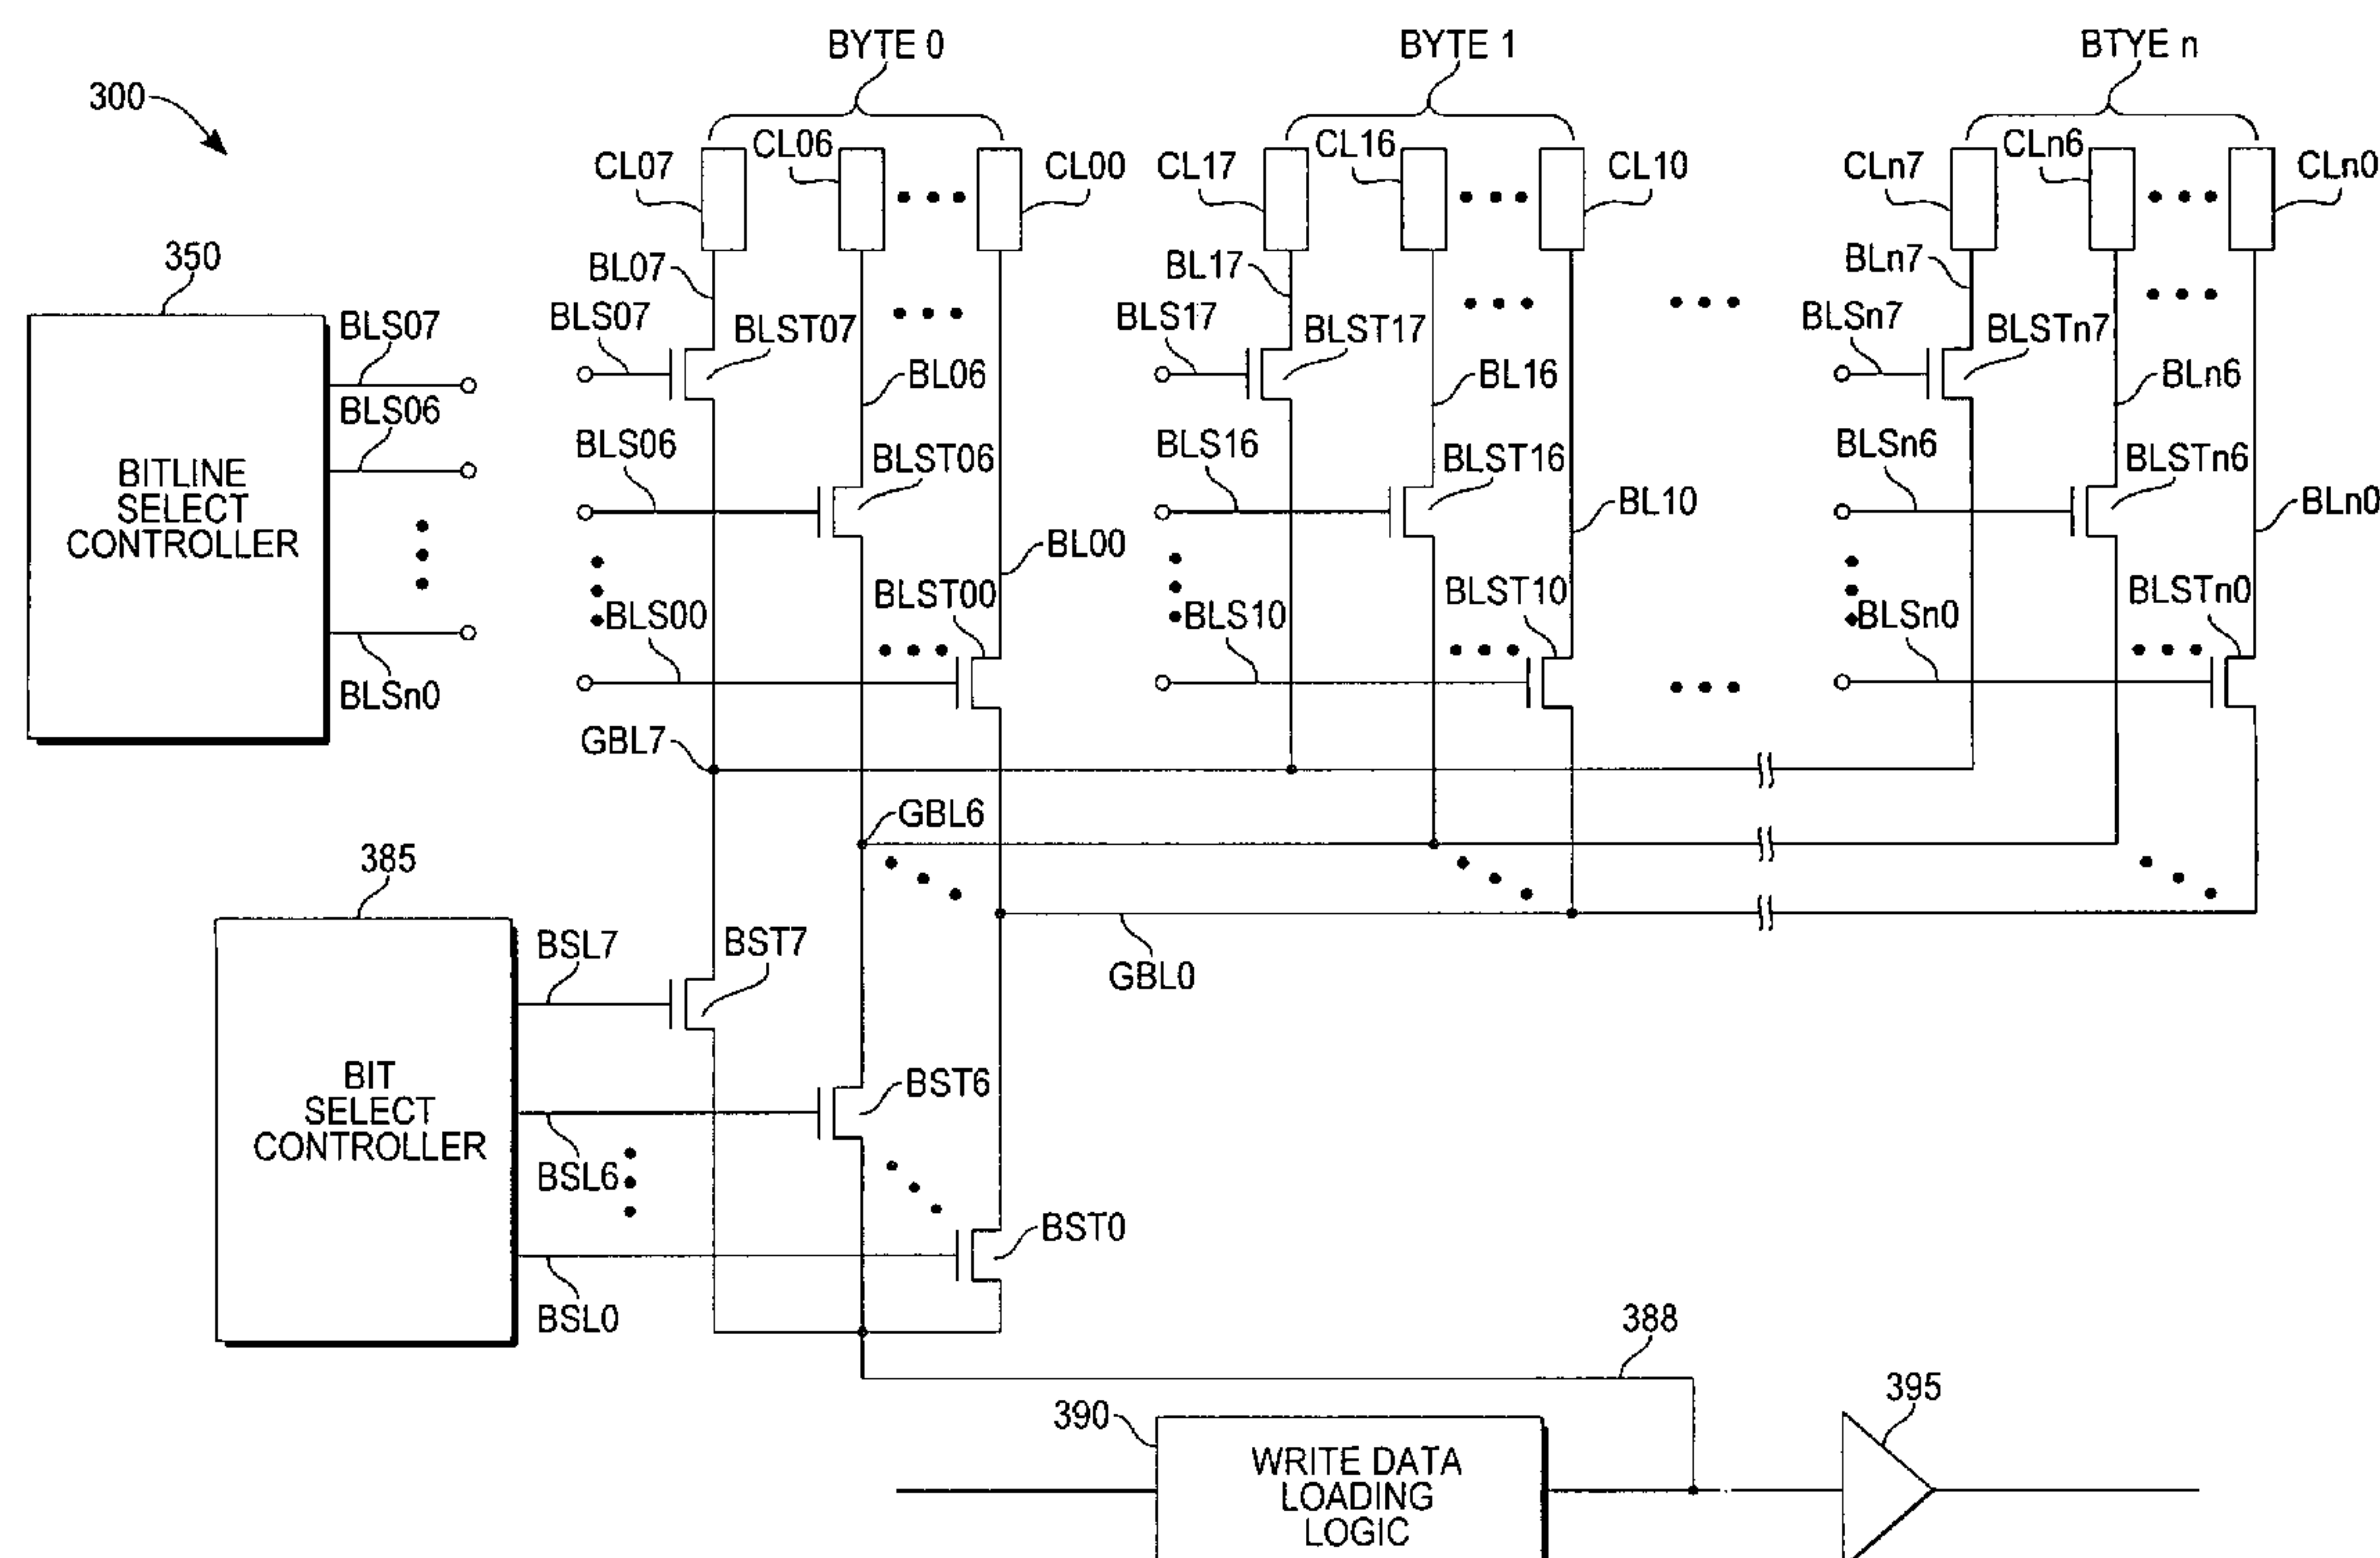 BYTE 0
BYTE 1
BTYE n
300
CL07
CL06
CL00
CL17
CL16
CL10
CLn7
CLn6
CLn0
350
BL07
BL17
BLn7
BLS07
BLS07
BLST07
BLS17
BLST17
BLSn7
BLSTn7
BL06
BL16
BLn6
BLS06
BLS06
BLST06
BLS16
BLST16
BLSn6
BLSTn6
BITLINE
SELECT
CONTROLLER
BL10
BLn0
BL00
BLS00
BLST00
BLS10
BLST10
BLSn0
BLSTn0
BLSn0
GBL7
GBL6
385
GBL0
BSL7
BST7
BIT
SELECT
CONTROLLER
BST6
BSL6
BST0
BSL0
388
390
395
WRITE DATA
LOADING
LOGIC